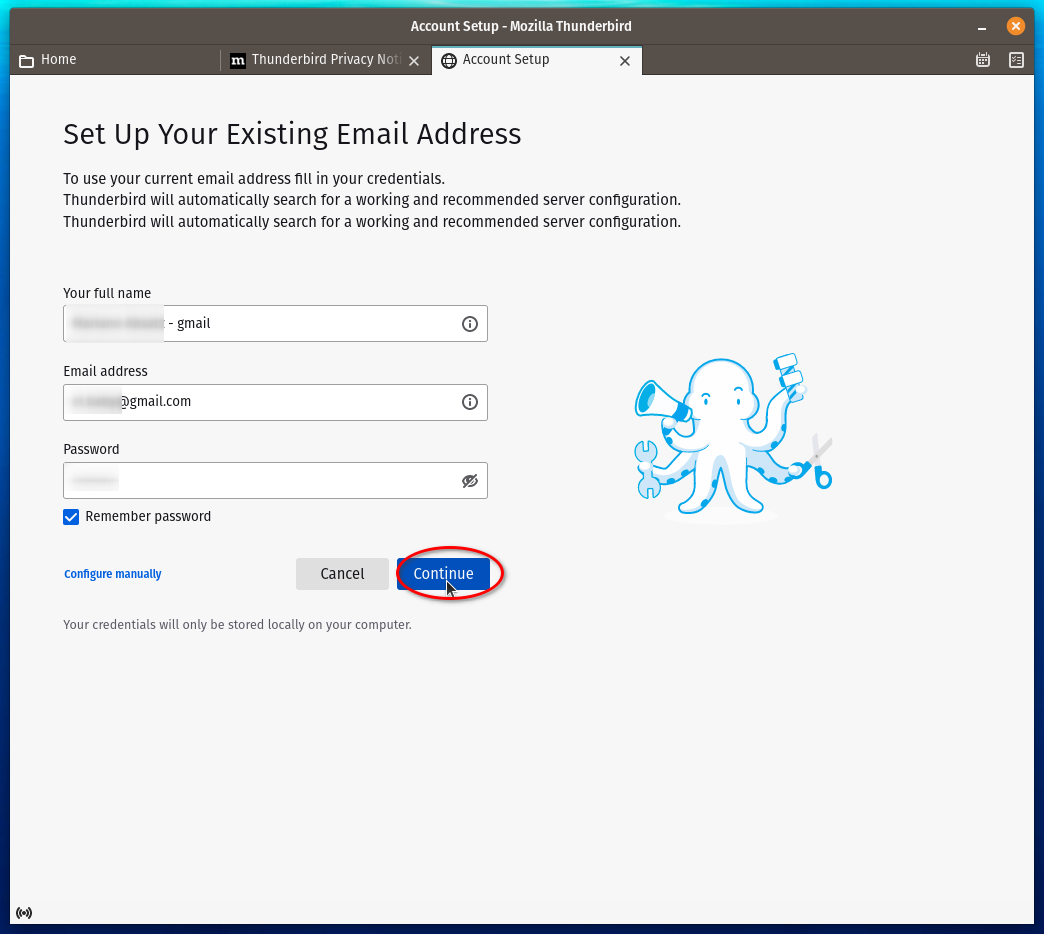 Account Setup - Mozilla Thunderbird
Home
m Thunderbird Privacy Noti
Account Setup
Set Up Your Existing Email Address
To use your current email address fill in your credentials.
Thunderbird will automatically search for a working and recommended server configuration.
Thunderbird will automatically search for a working and recommended server configuration.
Your full name
- gmail
Email address
@gmail.com
Password
Remember password
Configure manually
Cancel
Continue
Your credentials will only be stored locally on your computer.